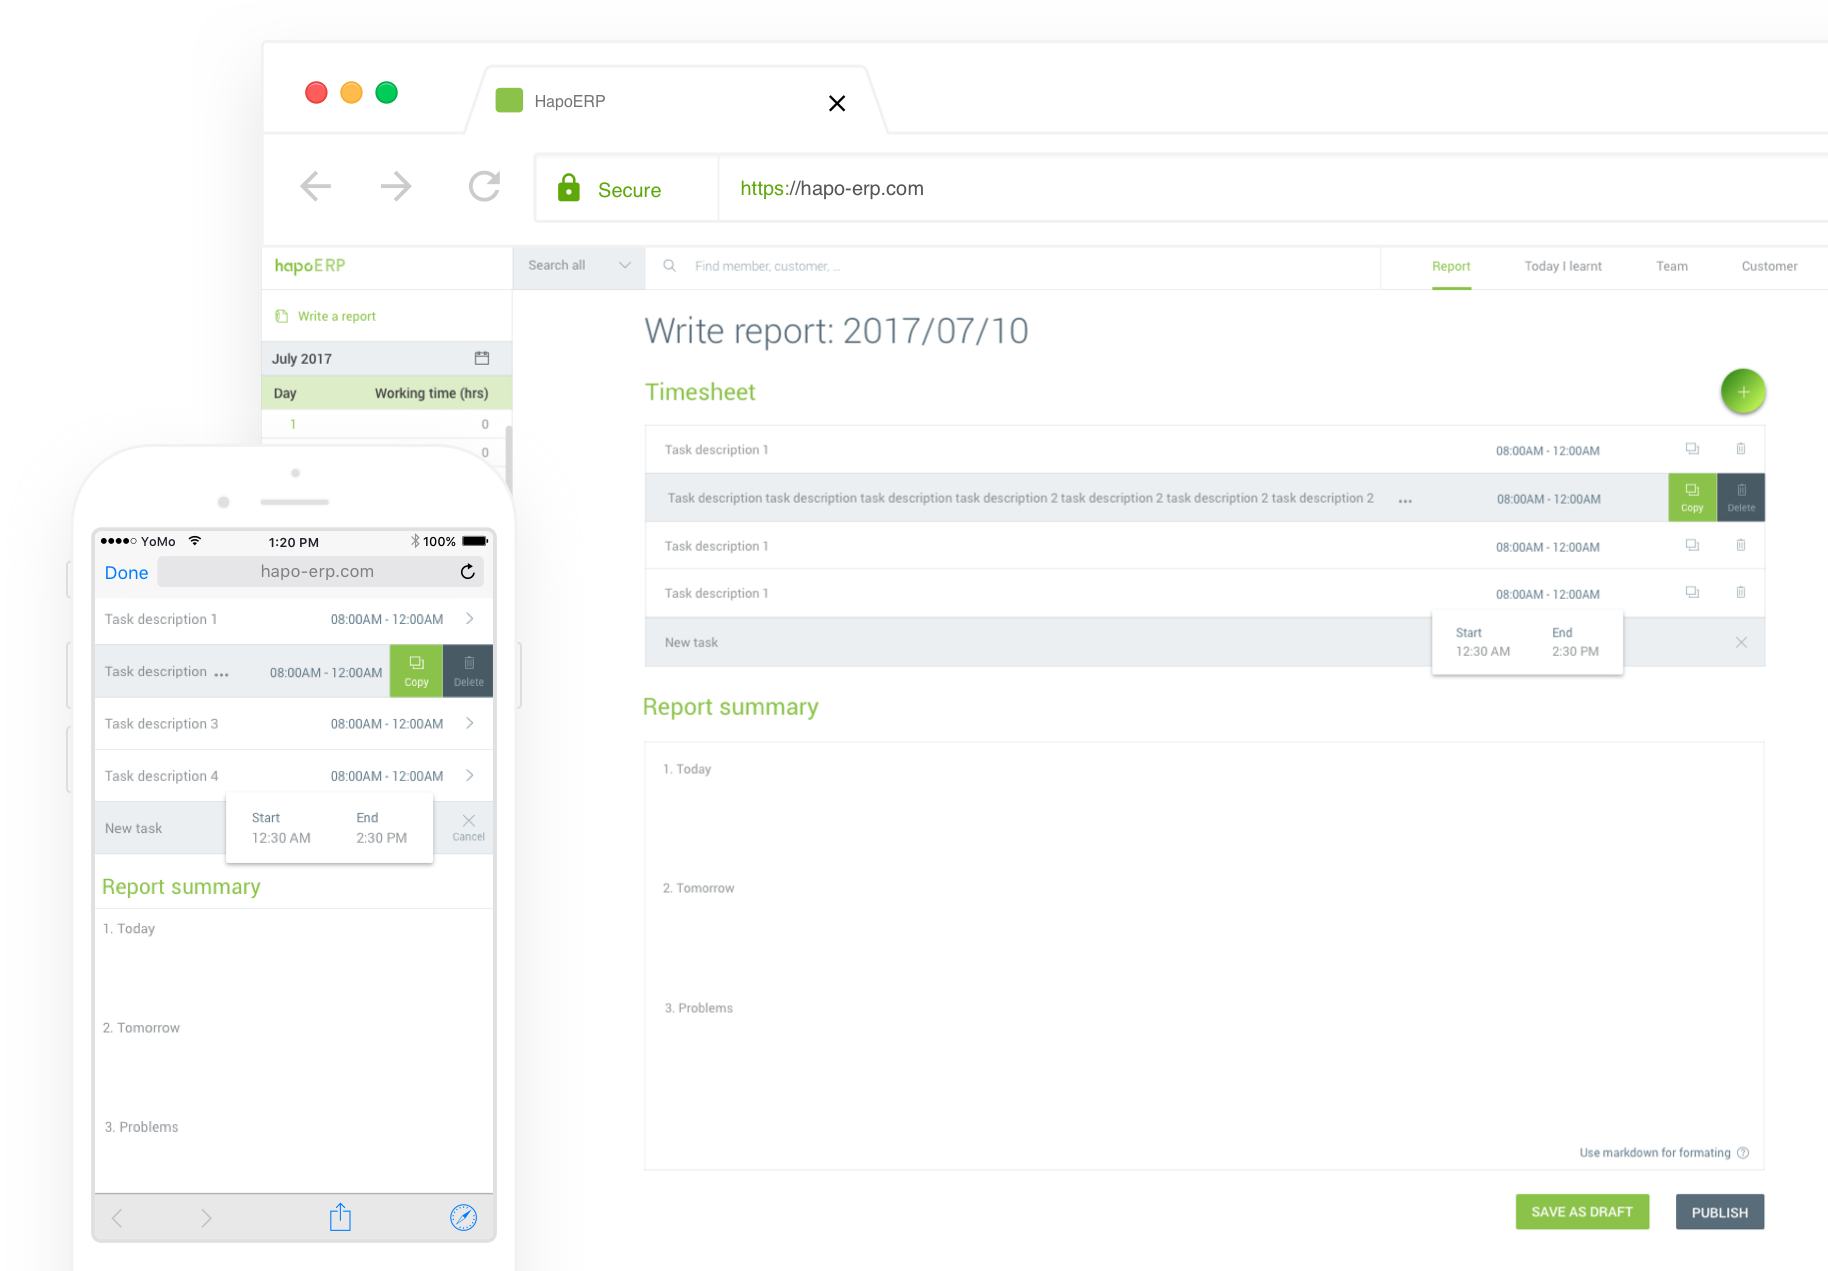 HapoERP
Secure
https://hapo-erp.com
hapoERP
Search all
Find member, customer, ...
Report
Today I learnt
Team
Customer
Write a report
July 2017
Day Working time (hrs)
1 0
0
Write report: 2017/07/10
Timesheet
+
Task description 1 08:00AM - 12:00AM
Task description task description task description task description 2 task description 2 task description 2 task description 2 ... 08:00AM - 12:00AM Copy Delete
Task description 1 08:00AM - 12:00AM
Task description 1 08:00AM - 12:00AM
New task
Start End
12:30 AM 2:30 PM
Report summary
1. Today
2. Tomorrow
3. Problems
Use markdown for formating ?
SAVE AS DRAFT
PUBLISH
YoMo 1:20 PM 100%
Done hapo-erp.com
Task description 1 08:00AM - 12:00AM
Task description ... 08:00AM - 12:00AM Copy Delete
Task description 3 08:00AM - 12:00AM
Task description 4 08:00AM - 12:00AM
New task
Start End
12:30 AM 2:30 PM
Cancel
Report summary
1. Today
2. Tomorrow
3. Problems